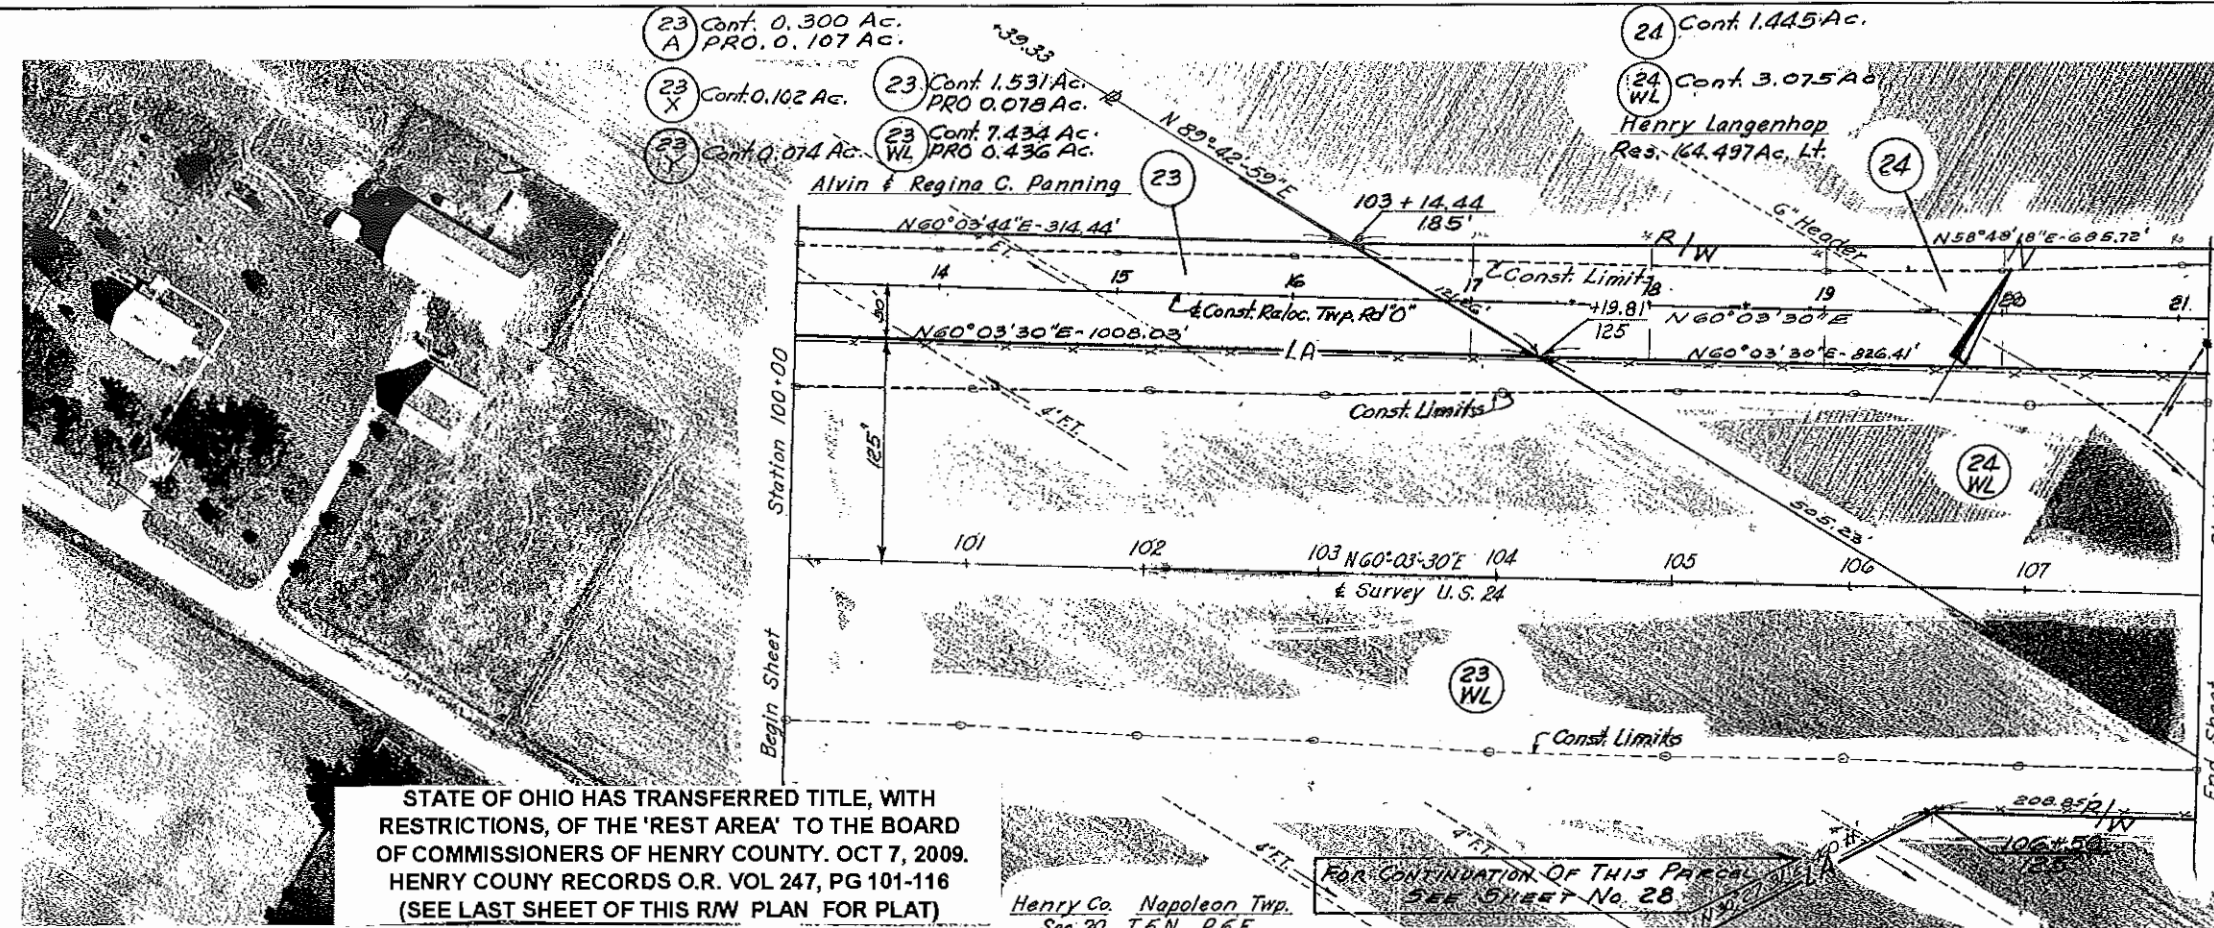 23 A Cont. 0.300 Ac.
PRO. 0.107 Ac.
23 X Cont. 0.102 Ac.
23 Y Cont. 0.074 Ac.
23 Cont. 1.531 Ac.
PRO 0.078 Ac.
23 WL Cont. 7.434 Ac.
PRO 0.436 Ac.
Alvin & Regina C. Panning
23
+39.33
N 89°-42'-59"E
103 + 14.44
185'
24 Cont. 1.445 Ac.
24 WL Cont. 3.075 Ac.
Henry Langenhop
Res. 164.497 Ac. Lt.
24
6" Header
N60°03'44"E-314.44'
R/W
N58°48'18"E-685.72'
14
15
16
17
18
19
20
21
Const. Limits
N
30'
℄ Const. Reloc. Twp. Rd "O"
+19.81
125
N60°03'30"E
N60°03'30"E-1008.03'
LA
N60°03'30"E-826.41'
Station 100+00
Const. Limits
4" F.T.
125'
24 WL
505.23'
101
102
103
N60°-03'-30"E
104
105
106
107
℄ Survey U.S. 24
Begin Sheet
23 WL
Const. Limits
End Sheet
208.85'
R/W
106+50
125'
4" F.T.
4" F.T.
LA
STATE OF OHIO HAS TRANSFERRED TITLE, WITH
RESTRICTIONS, OF THE 'REST AREA' TO THE BOARD
OF COMMISSIONERS OF HENRY COUNTY. OCT 7, 2009.
HENRY COUNY RECORDS O.R. VOL 247, PG 101-116
(SEE LAST SHEET OF THIS R/W PLAN FOR PLAT)
FOR CONTINUATION OF THIS PARCEL
SEE SHEET No. 28
Henry Co. Napoleon Twp.
Sec. 20 T.5 N. R.6 E.